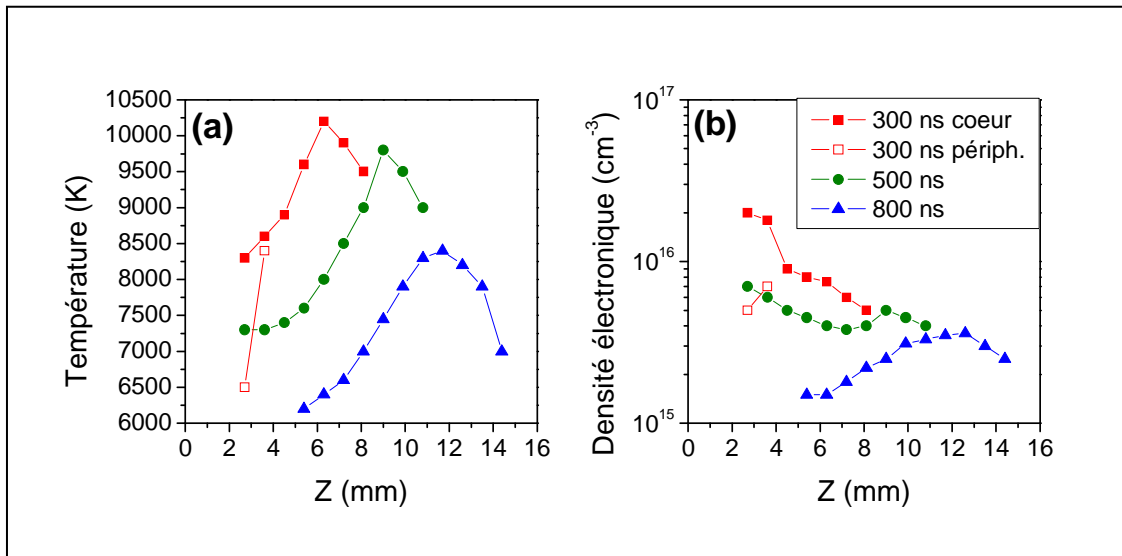 (a)
Température (K)
10500
10000
9500
9000
8500
8000
7500
7000
6500
6000
0 2 4 6 8 10 12 14 16
Z (mm)
(b)
Densité électronique (cm-3)
10^17
10^16
10^15
300 ns coeur
300 ns périph.
500 ns
800 ns
0 2 4 6 8 10 12 14 16
Z (mm)